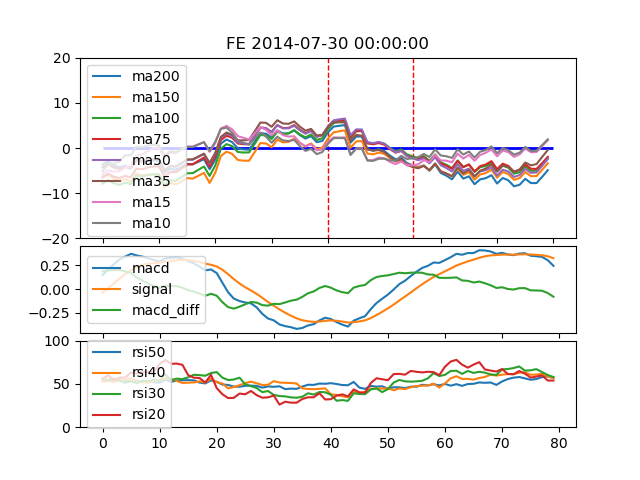 FE 2014-07-30 00:00:00
20
10
0
−10
−20
ma200
ma150
ma100
ma75
ma50
ma35
ma15
ma10
0.25
0.00
−0.25
macd
signal
macd_diff
100
50
0
rsi50
rsi40
rsi30
rsi20
0 10 20 30 40 50 60 70 80